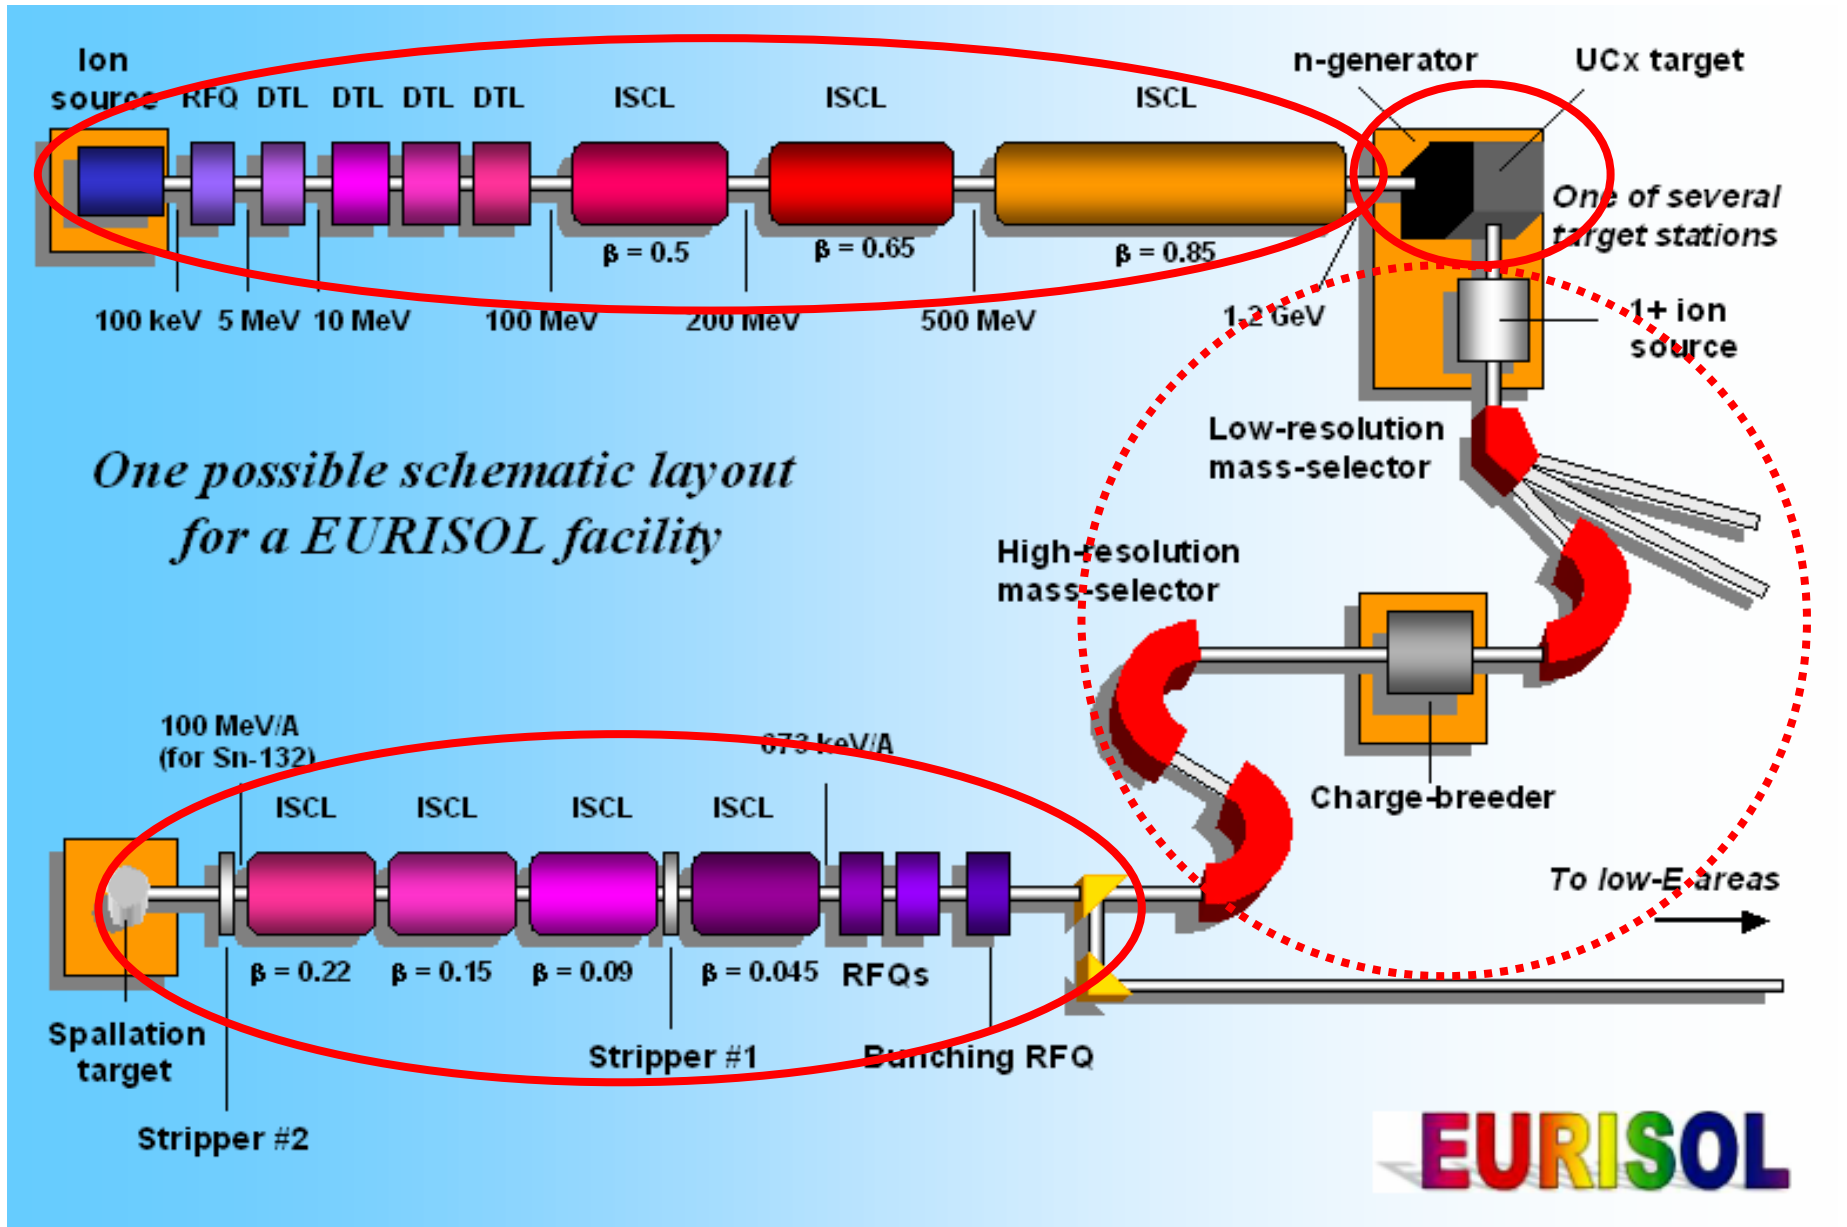 Ion
source
RFQ DTL DTL DTL DTL ISCL ISCL ISCL
n-generator
UCx target
One of several
target stations
β = 0.5
β = 0.65
β = 0.85
100 keV 5 MeV 10 MeV 100 MeV 200 MeV 500 MeV 1-2 GeV
1+ ion
source
Low-resolution
mass-selector
One possible schematic layout
for a EURISOL facility
High-resolution
mass-selector
Charge-breeder
To low-E areas
100 MeV/A
(for Sn-132)
keV/A
ISCL ISCL ISCL ISCL
β = 0.22 β = 0.15 β = 0.09 β = 0.045 RFQs
Spallation
target
Stripper #1
Bunching RFQ
Stripper #2
EURISOL